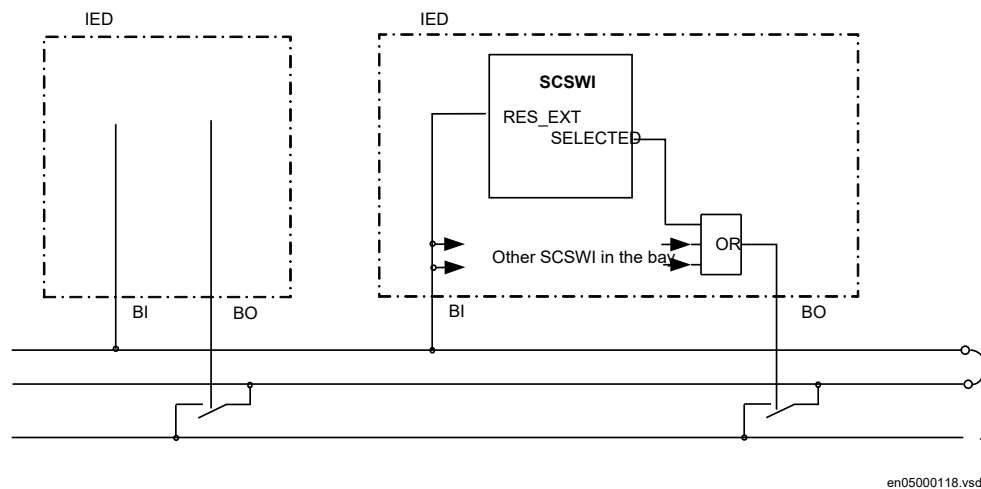 IED
IED
SCSWI
RES_EXT
SELECTED
OR
Other SCSWI in the bay
BI
BO
BI
BO
en05000118.vsd